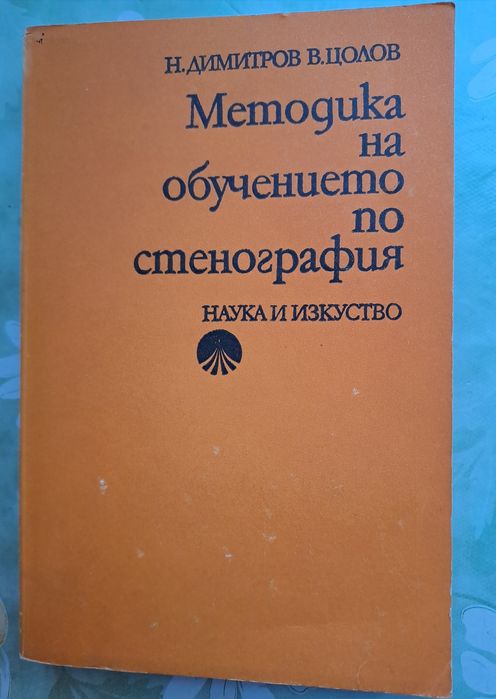 Н. ДИМИТРОВ В. ЦОЛОВ
Методика
на
обучението
по
стенография
НАУКА И ИЗКУСТВО